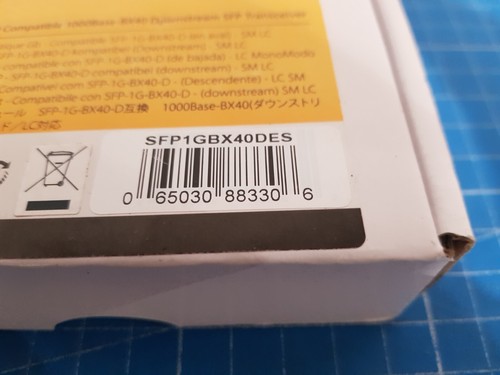 Compatible 1000Base-BX40 Downstream SFP Transceiver
SM LC
-D-kompatibel (Downstream) - SM LC
SFP-1G-BX40-D (de bajada) - LC MonoModo
SFP-1G-BX40-D compatibel (downstream) - SM LC
Compatível com SFP-1G-BX40-D - (Descendente) - LC SM
- Compatibile con SFP-1G-BX40-D - (downstream) SM LC
ール SFP-1G-BX40-D互換 1000Base-BX40(ダウンストリ
ド/LC対応
SFP1GBX40DES
0 65030 88330 6